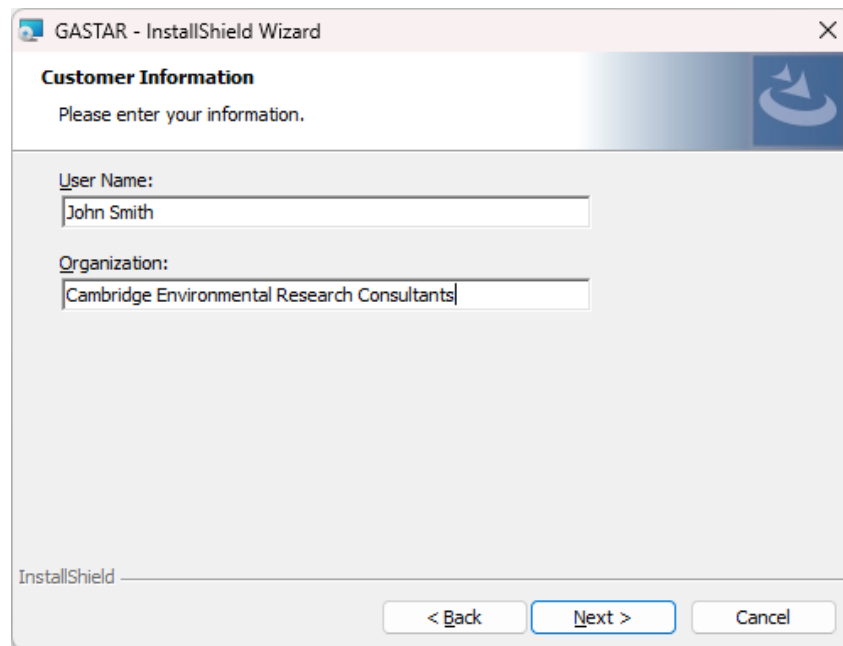 GASTAR - InstallShield Wizard
Customer Information
Please enter your information.
User Name:
John Smith
Organization:
Cambridge Environmental Research Consultants
InstallShield
< Back Next > Cancel